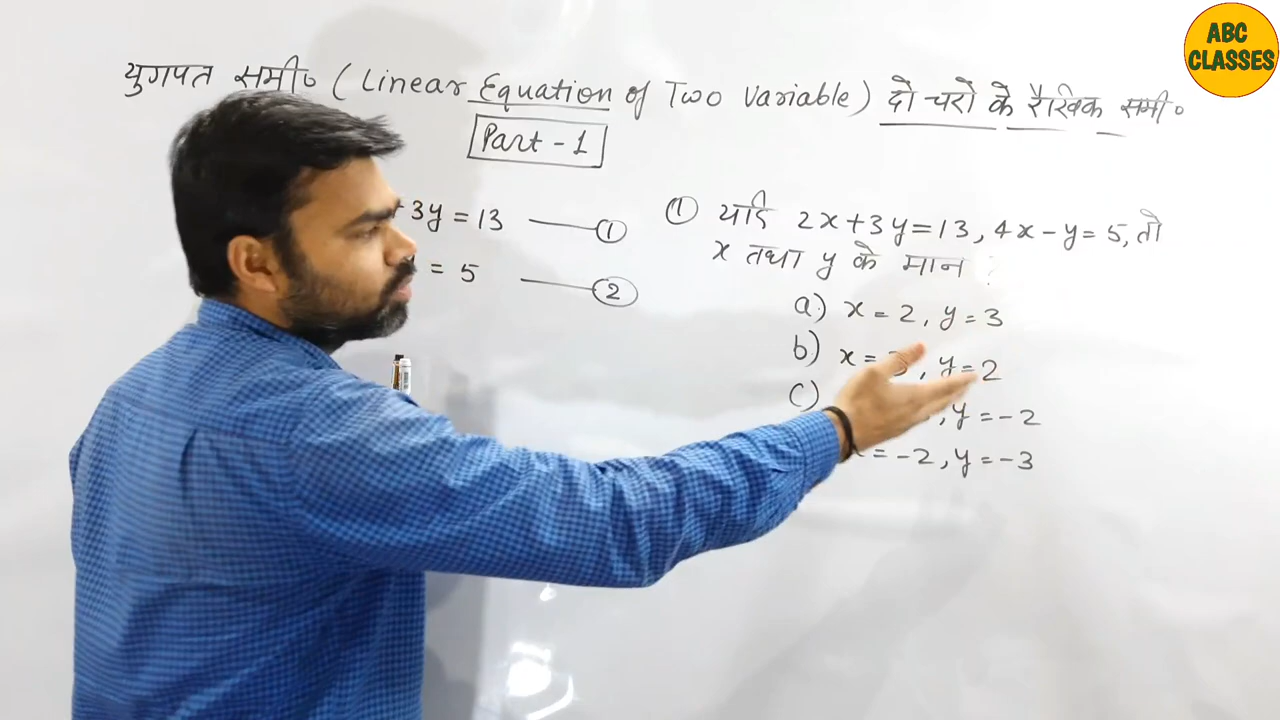 ABC
CLASSES
युगपत समी० (Linear Equation of Two Variable) दो चरो के रैखिक समी०
Part - 1
+ 3y = 13 —— ①
= 5 —— ②
① यदि 2x+3y=13, 4x-y=5, तो
x तथा y के मान ?
a) x = 2, y = 3
b) x = 3, y = 2
c) , y = -2
x = -2, y = -3